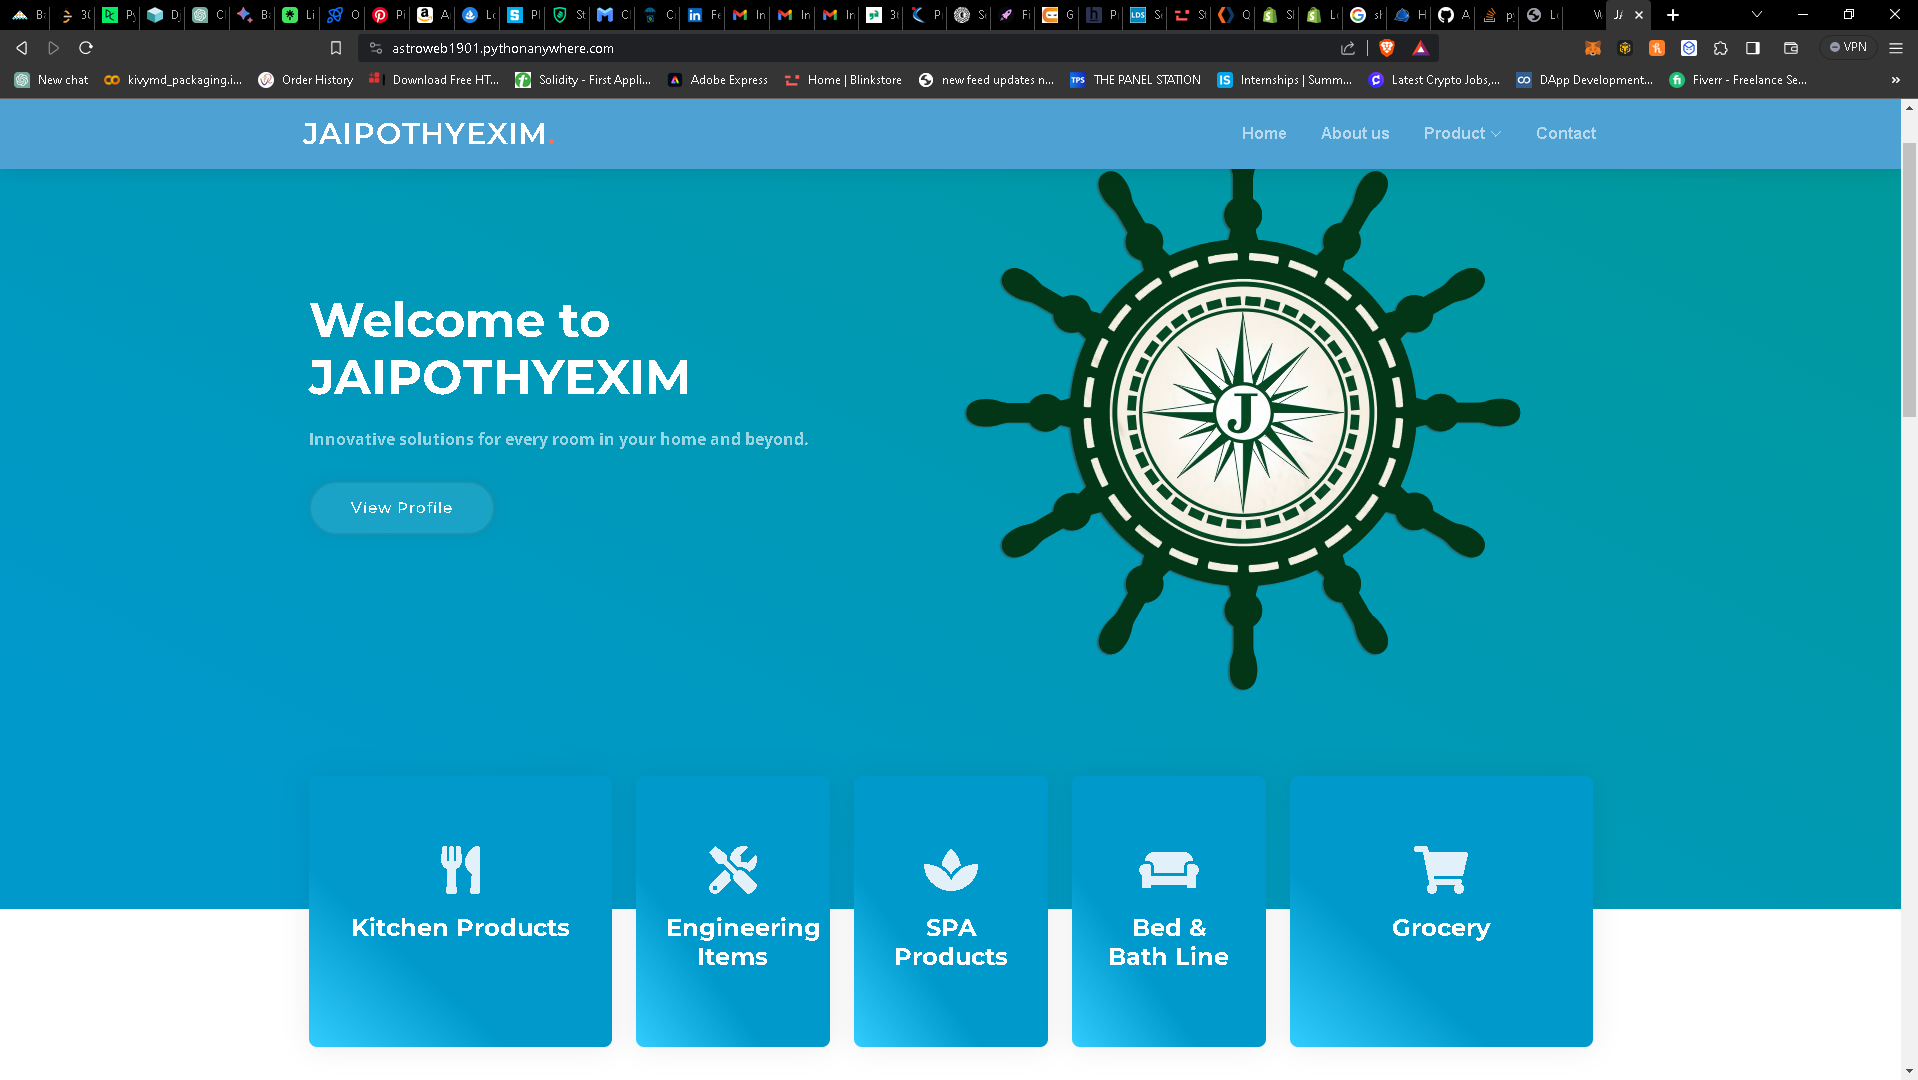 astroweb1901.pythonanywhere.com
VPN
New chat
kivymd_packaging.i...
Order History
Download Free HT...
Solidity - First Appli...
Adobe Express
Home | Blinkstore
new feed updates n...
THE PANEL STATION
Internships | Summ...
Latest Crypto Jobs,...
DApp Development...
Fiverr - Freelance Se...
JAIPOTHYEXIM.
Home
About us
Product
Contact
Welcome to
JAIPOTHYEXIM
Innovative solutions for every room in your home and beyond.
View Profile
J
Kitchen Products
Engineering
Items
SPA
Products
Bed &
Bath Line
Grocery